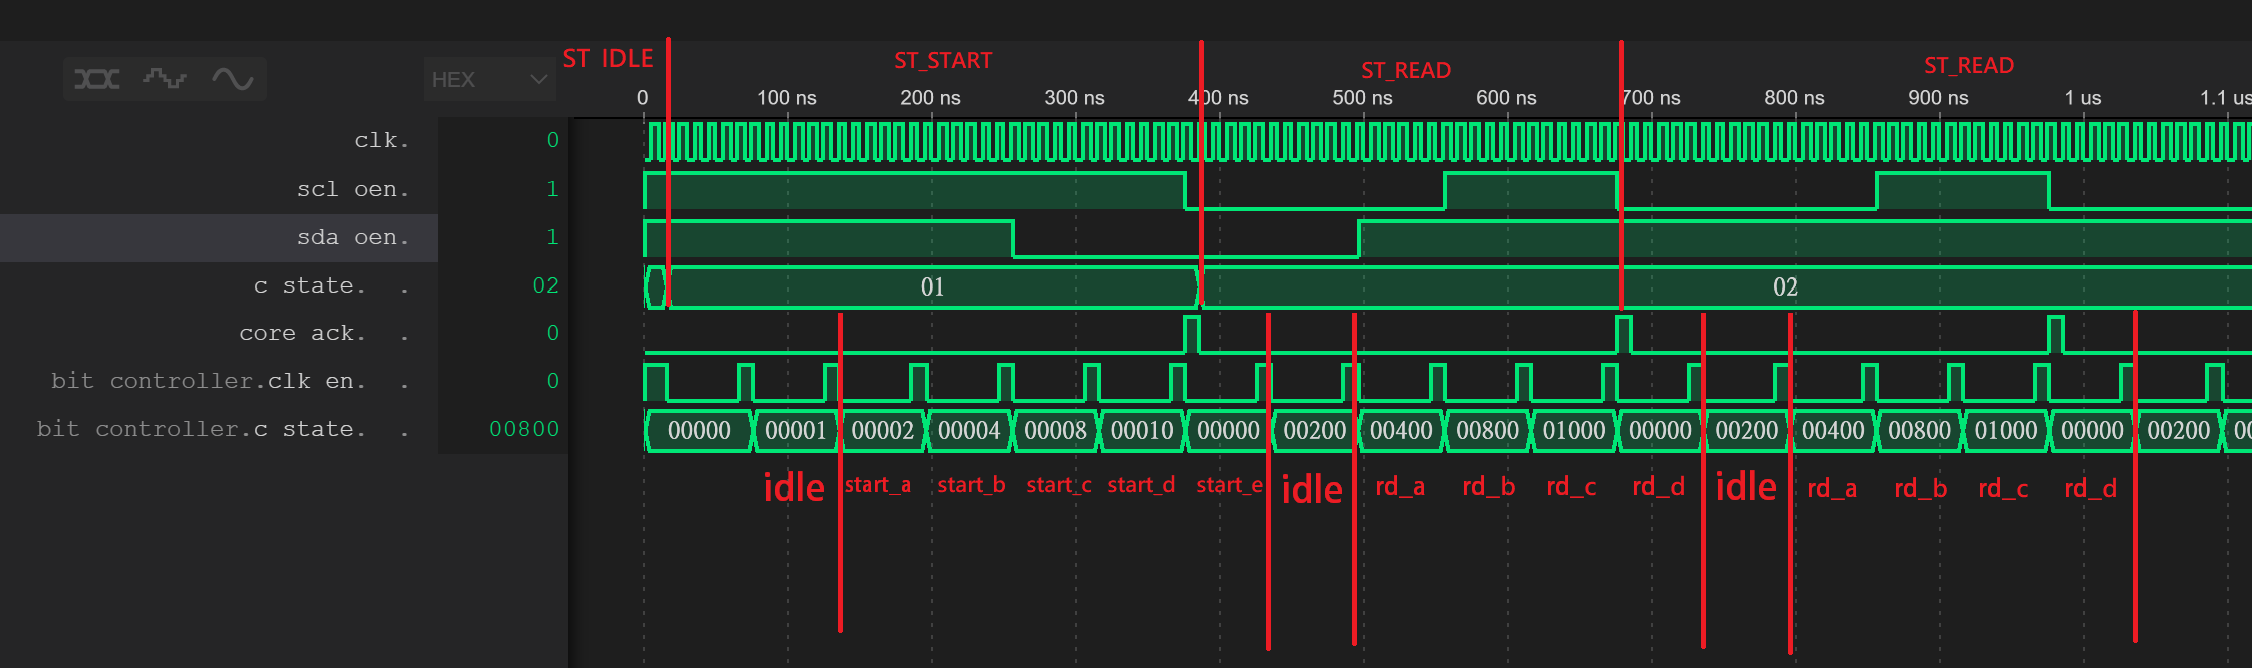 ST IDLE ST_START ST_READ ST_READ
HEX
0 100 ns 200 ns 300 ns 400 ns 500 ns 600 ns 700 ns 800 ns 900 ns 1 us 1.1 us
clk. 0
scl oen. 1
sda oen. 1
c state. . 02 01 02
core ack. . 0
bit controller.clk en. . 0
bit controller.c state. . 00800 00000 00001 00002 00004 00008 00010 00000 00200 00400 00800 01000 00000 00200 00400 00800 01000 00000 00200 00
idle start_a start_b start_c start_d start_e idle rd_a rd_b rd_c rd_d idle rd_a rd_b rd_c rd_d